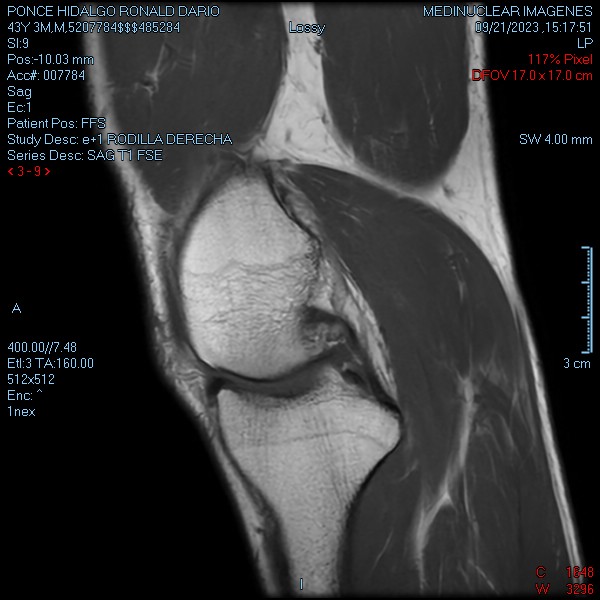 PONCE HIDALGO RONALD DARIO
43Y 3M,M,5207784$$$485284
SI:9
Pos:-10.03 mm
Acc#: 007784
Sag
Ec:1
Patient Pos: FFS
Study Desc: e+1 RODILLA DERECHA
Series Desc: SAG T1 FSE
< 3 - 9 >
Lossy
MEDINUCLEAR IMAGENES
09/21/2023 ,15:17:51
LP
117% Pixel
DFOV 17.0 x 17.0 cm
SW 4.00 mm
A
400.00//7.48
Etl:3 TA:160.00
512x512
Enc: ^
1nex
3 cm
I
C 1648
W 3296